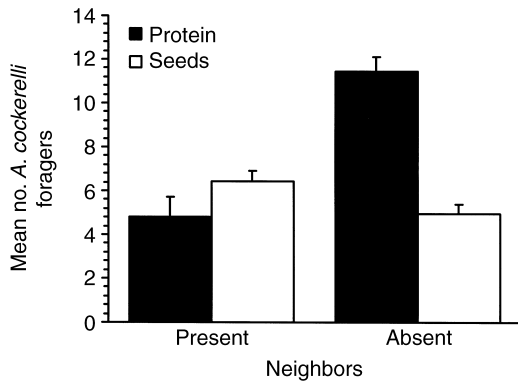 14
12
10
8
6
4
2
0
Mean no. A. cockerelli
foragers
Protein
Seeds
Present
Absent
Neighbors